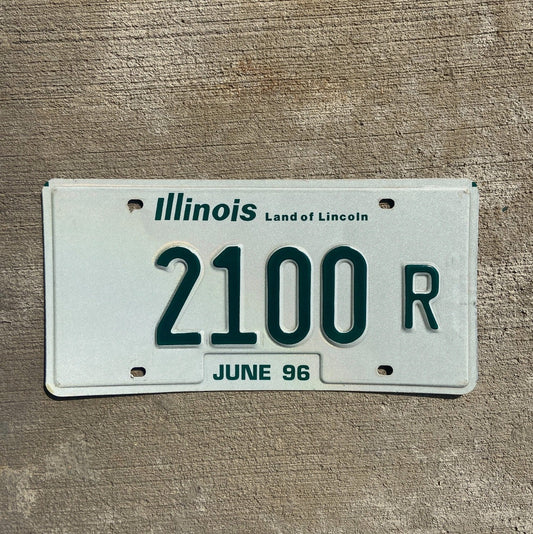 Illinois Land of Lincoln
2100 R
JUNE 96